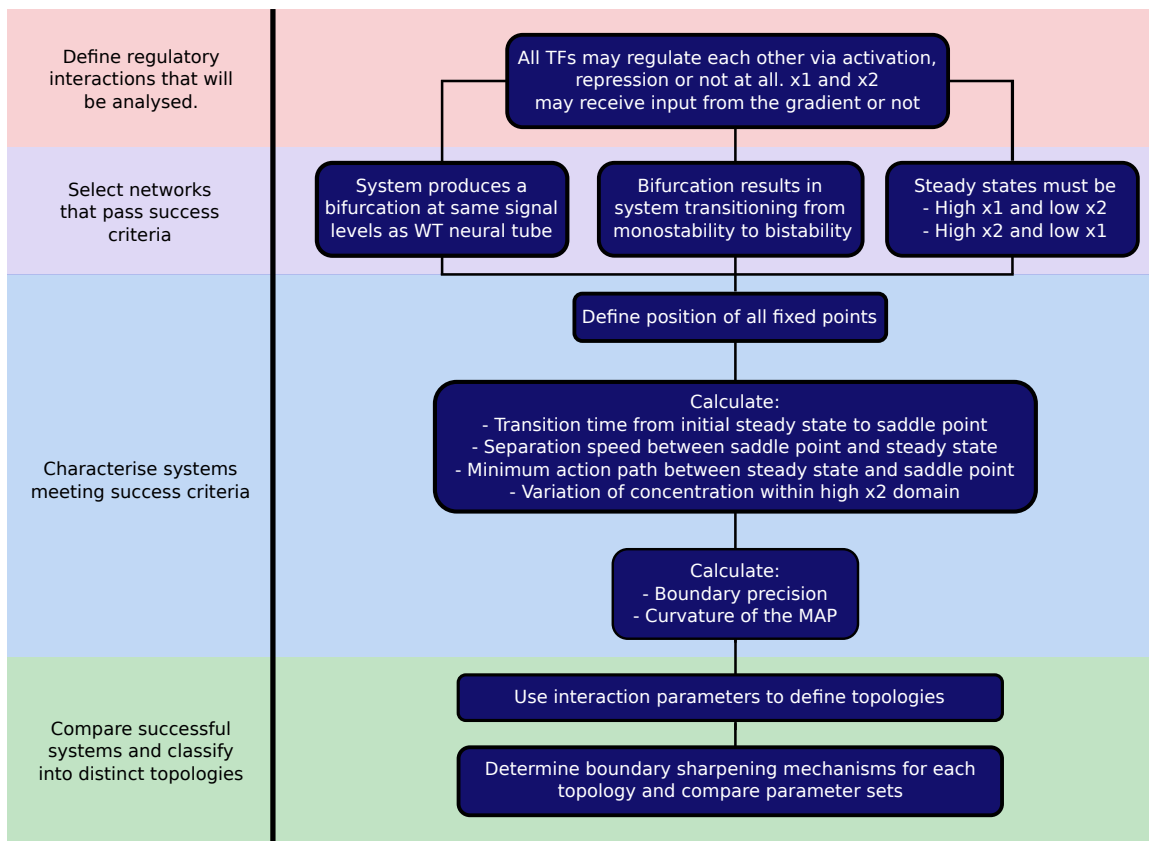 Define regulatory
interactions that will
be analysed.
All TFs may regulate each other via activation,
repression or not at all. x1 and x2
may receive input from the gradient or not
Select networks
that pass success
criteria
System produces a
bifurcation at same signal
levels as WT neural tube
Bifurcation results in
system transitioning from
monostability to bistability
Steady states must be
- High x1 and low x2
- High x2 and low x1
Characterise systems
meeting success criteria
Define position of all fixed points
Calculate:
- Transition time from initial steady state to saddle point
- Separation speed between saddle point and steady state
- Minimum action path between steady state and saddle point
- Variation of concentration within high x2 domain
Calculate:
- Boundary precision
- Curvature of the MAP
Compare successful
systems and classify
into distinct topologies
Use interaction parameters to define topologies
Determine boundary sharpening mechanisms for each
topology and compare parameter sets